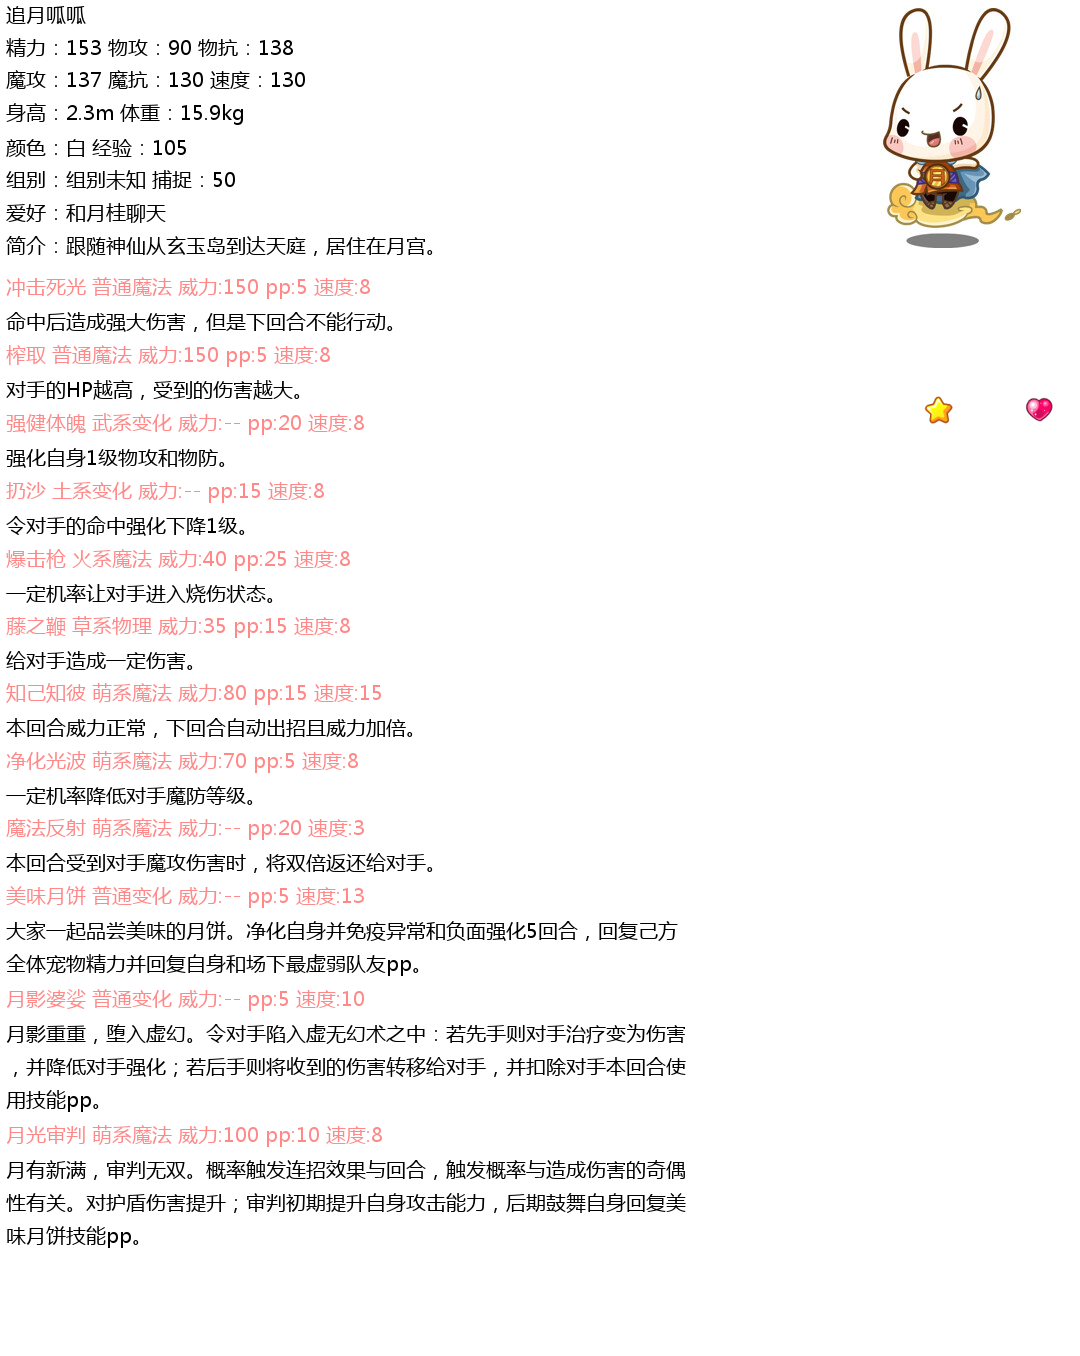 追月呱呱
精力：153 物攻：90 物抗：138
魔攻：137 魔抗：130 速度：130
身高：2.3m 体重：15.9kg
颜色：白 经验：105
组别：组别未知 捕捉：50
爱好：和月桂聊天
简介：跟随神仙从玄玉岛到达天庭，居住在月宫。
冲击死光 普通魔法 威力:150 pp:5 速度:8
命中后造成强大伤害，但是下回合不能行动。
榨取 普通魔法 威力:150 pp:5 速度:8
对手的HP越高，受到的伤害越大。
强健体魄 武系变化 威力:-- pp:20 速度:8
强化自身1级物攻和物防。
扔沙 土系变化 威力:-- pp:15 速度:8
令对手的命中强化下降1级。
爆击枪 火系魔法 威力:40 pp:25 速度:8
一定机率让对手进入烧伤状态。
藤之鞭 草系物理 威力:35 pp:15 速度:8
给对手造成一定伤害。
知己知彼 萌系魔法 威力:80 pp:15 速度:15
本回合威力正常，下回合自动出招且威力加倍。
净化光波 萌系魔法 威力:70 pp:5 速度:8
一定机率降低对手魔防等级。
魔法反射 萌系魔法 威力:-- pp:20 速度:3
本回合受到对手魔攻伤害时，将双倍返还给对手。
美味月饼 普通变化 威力:-- pp:5 速度:13
大家一起品尝美味的月饼。净化自身并免疫异常和负面强化5回合，回复己方
全体宠物精力并回复自身和场下最虚弱队友pp。
月影婆娑 普通变化 威力:-- pp:5 速度:10
月影重重，堕入虚幻。令对手陷入虚无幻术之中：若先手则对手治疗变为伤害
，并降低对手强化；若后手则将收到的伤害转移给对手，并扣除对手本回合使
用技能pp。
月光审判 萌系魔法 威力:100 pp:10 速度:8
月有新满，审判无双。概率触发连招效果与回合，触发概率与造成伤害的奇偶
性有关。对护盾伤害提升；审判初期提升自身攻击能力，后期鼓舞自身回复美
味月饼技能pp。
月